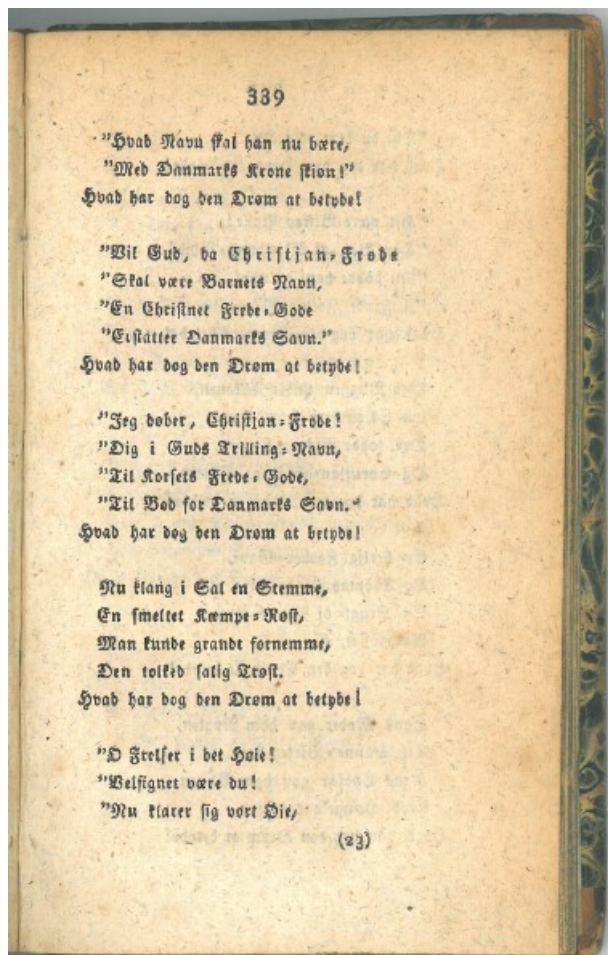 339
"Hvad Navn skal han nu bære,
"Med Danmarks Krone skiøn!"
Hvad har dog den Drøm at betyde!
"Vil Gud, da Christjan-Frode
"Skal være Barnets Navn,
"En Christnet Frede-Gode
"Erstatter Danmarks Savn."
Hvad har dog den Drøm at betyde!
"Jeg døber, Christjan-Frode!
"Dig i Guds Trilling-Navn,
"Til Korsets Frede-Gode,
"Til Bod for Danmarks Savn."
Hvad har dog den Drøm at betyde!
Nu klang i Sal en Stemme,
En smeltet Kæmpe-Røst,
Man kunde grandt fornemme,
Den tolked salig Trøst.
Hvad har dog den Drøm at betyde!
"O Frelser i det Høie!
"Velsignet være du!
"Nu klarer sig vort Öie,
(23)